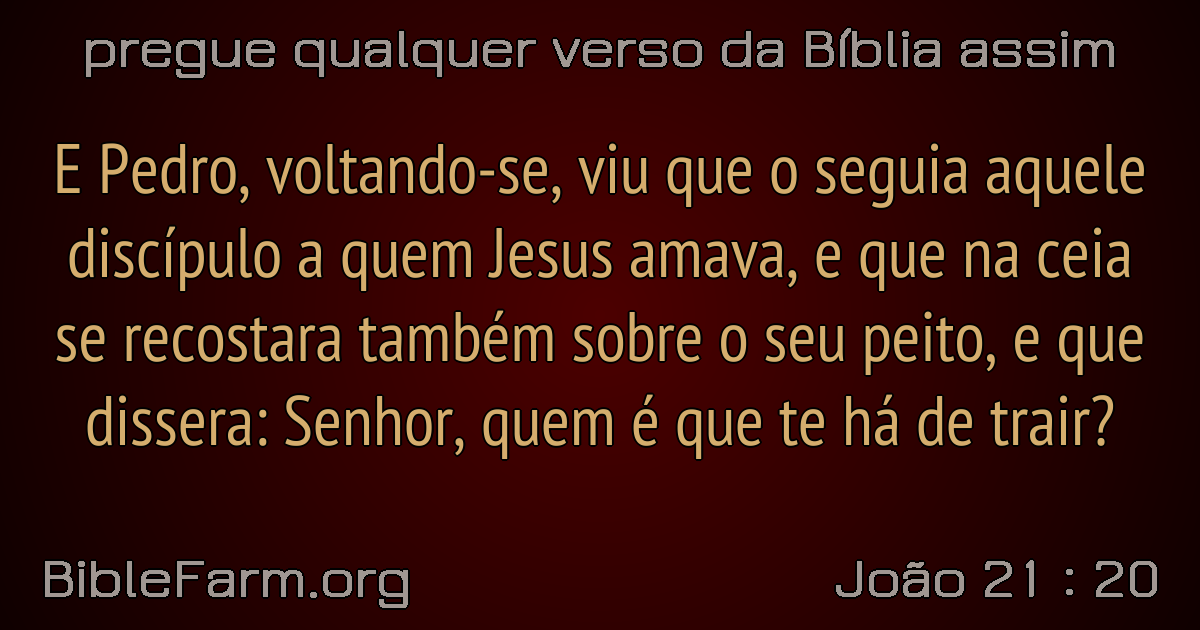 pregue qualquer verso da Bíblia assim
E Pedro, voltando-se, viu que o seguia aquele
discípulo a quem Jesus amava, e que na ceia
se recostara também sobre o seu peito, e que
dissera: Senhor, quem é que te há de trair?
BibleFarm.org
João 21 : 20